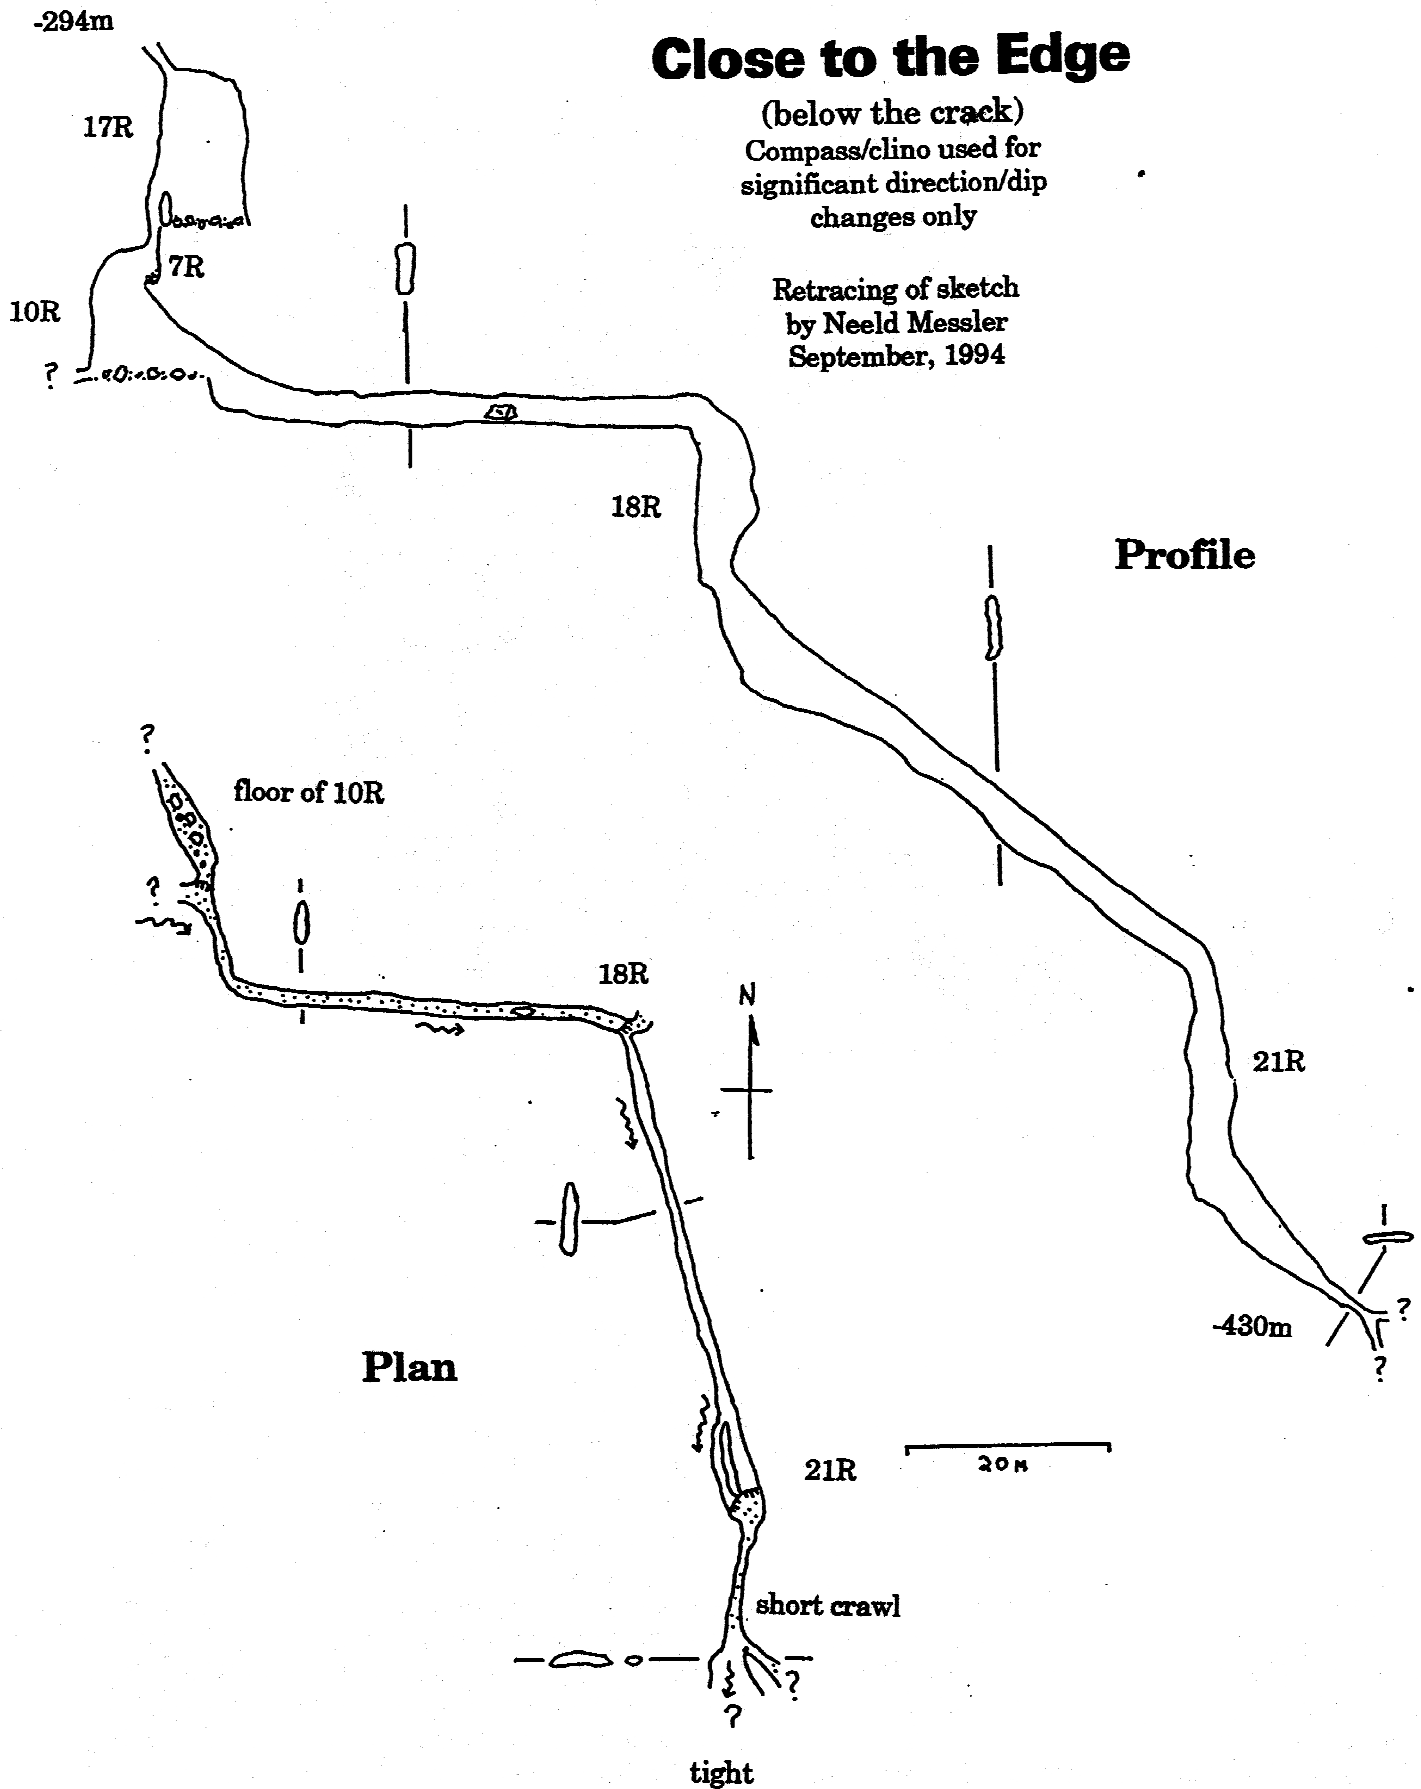 -294m
Close to the Edge
(below the crack)
Compass/clino used for
significant direction/dip
changes only
17R
7R
10R
?
Retracing of sketch
by Neeld Messler
September, 1994
18R
Profile
?
floor of 10R
?
18R
N
21R
?
-430m
?
Plan
21R
20M
short crawl
?
?
tight